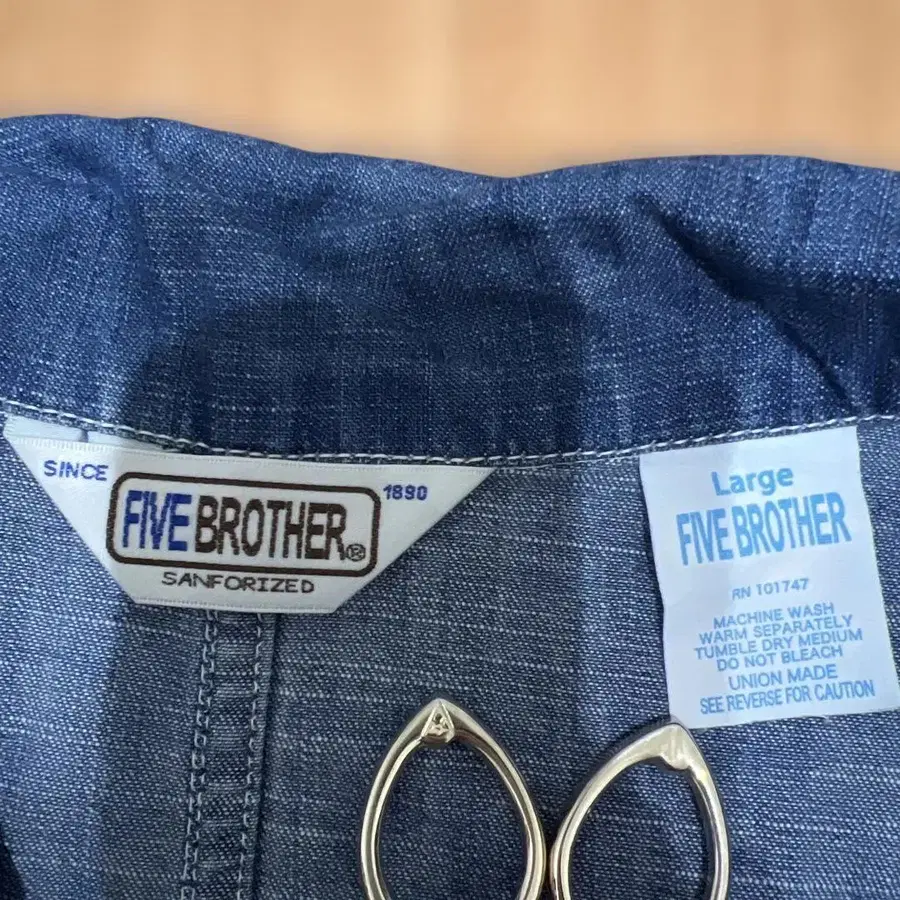 SINCE
1890
FIVE BROTHER®
SANFORIZED
Large
FIVE BROTHER
RN 101747
MACHINE WASH
WARM SEPARATELY
TUMBLE DRY MEDIUM
DO NOT BLEACH
UNION MADE
SEE REVERSE FOR CAUTION